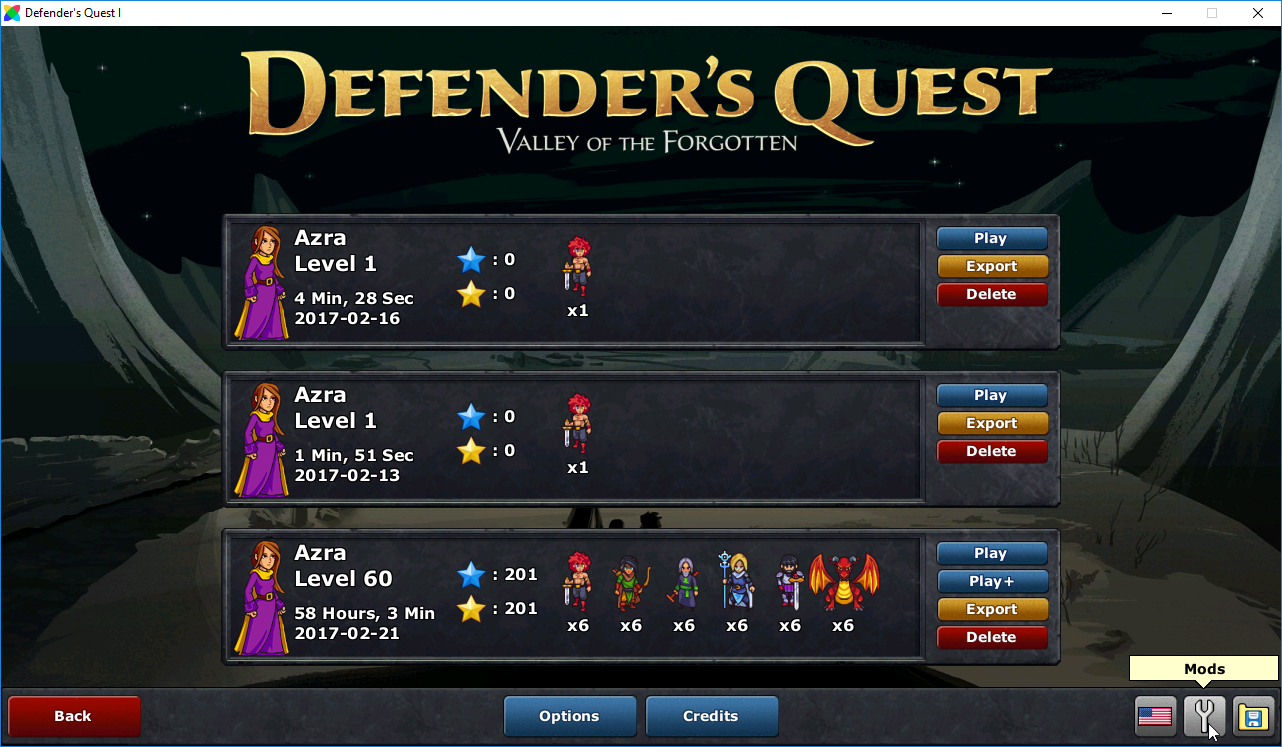 Defender's Quest I
DEFENDER'S QUEST
VALLEY OF THE FORGOTTEN
Azra
Level 1
4 Min, 28 Sec
2017-02-16
: 0
: 0
x1
Play
Export
Delete
Azra
Level 1
1 Min, 51 Sec
2017-02-13
: 0
: 0
x1
Play
Export
Delete
Azra
Level 60
58 Hours, 3 Min
2017-02-21
: 201
: 201
x6 x6 x6 x6 x6 x6
Play
Play+
Export
Delete
Mods
Back Options Credits